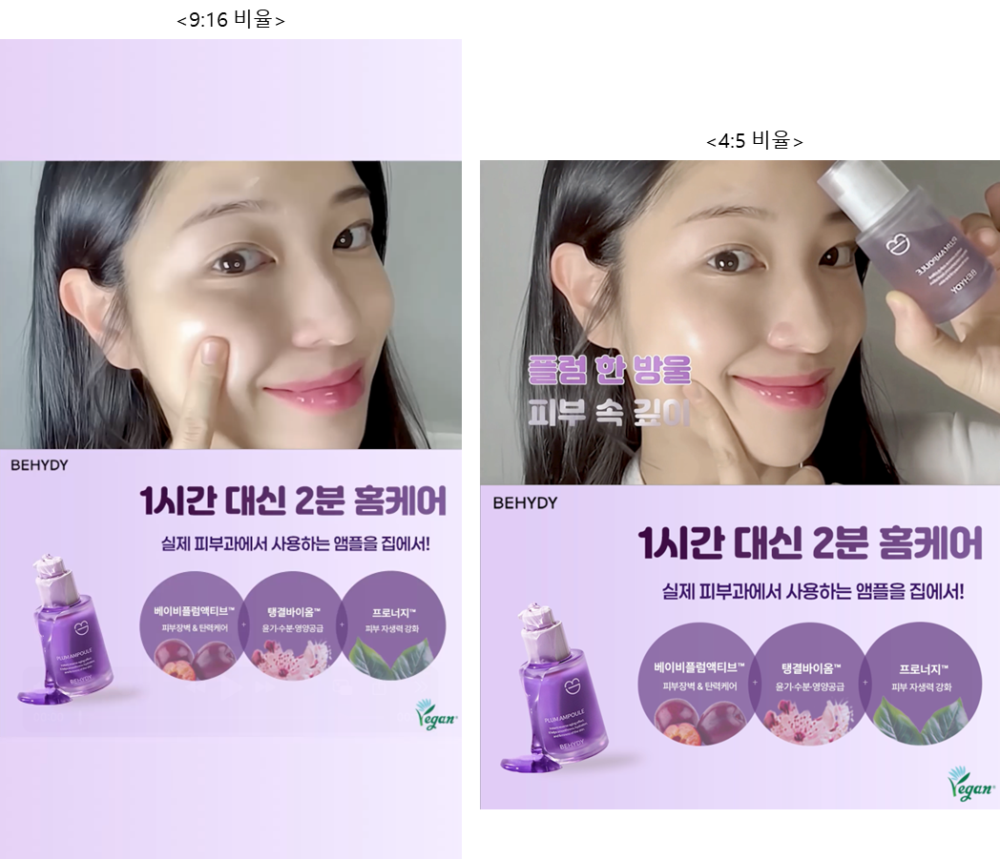 <9:16 비율>
BEHYDY
1시간 대신 2분 홈케어
실제 피부과에서 사용하는 앰플을 집에서!
베이비플럼액티브™
피부장벽 & 탄력케어
+
탱결바이옴™
윤기·수분·영양공급
+
프로너지™
피부 자생력 강화
PLUM AMPOULE
BEHYDY
Vegan
<4:5 비율>
PLUM AMPOULE
BEHYDY
플럼 한 방울
피부 속 깊이
BEHYDY
1시간 대신 2분 홈케어
실제 피부과에서 사용하는 앰플을 집에서!
베이비플럼액티브™
피부장벽 & 탄력케어
+
탱결바이옴™
윤기·수분·영양공급
+
프로너지™
피부 자생력 강화
PLUM AMPOULE
BEHYDY
Vegan